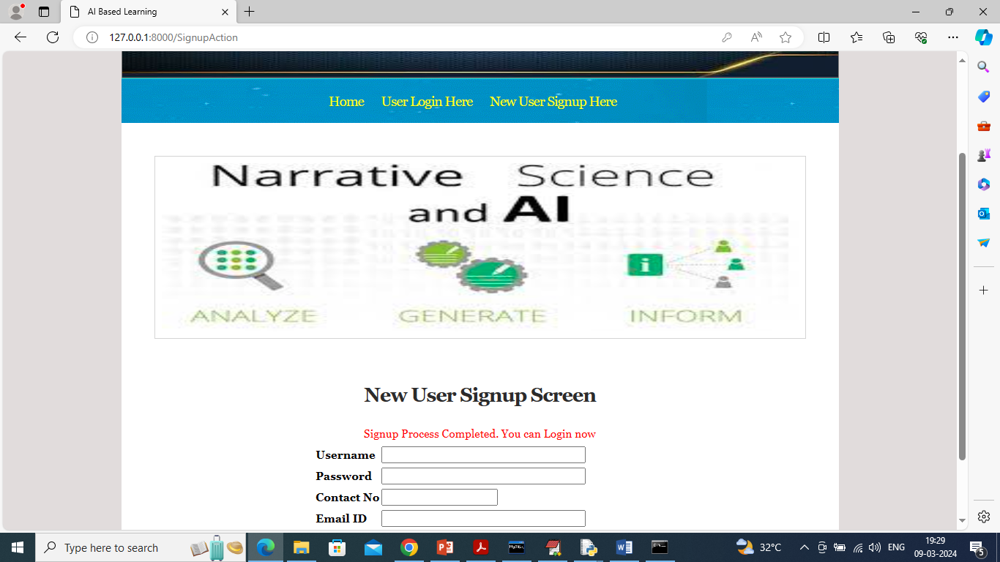 AI Based Learning
127.0.0.1:8000/SignupAction
Home User Login Here New User Signup Here
Narrative Science
and AI
ANALYZE GENERATE INFORM
New User Signup Screen
Signup Process Completed. You can Login now
Username
Password
Contact No
Email ID
Type here to search
32°C
ENG
19:29
09-03-2024
5